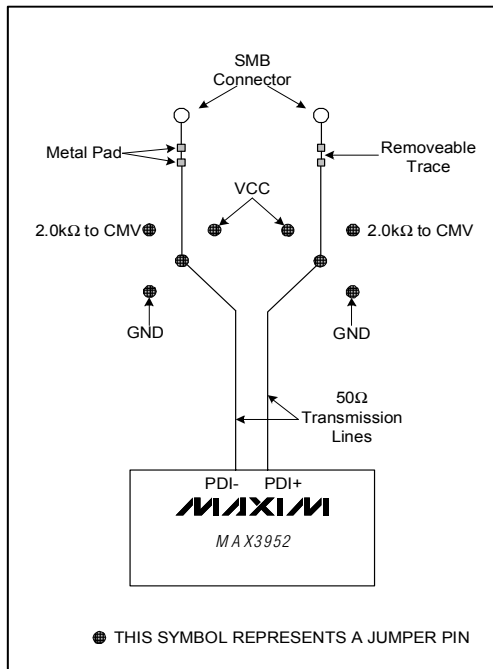 SMB
Connector
Metal Pad
Removeable
Trace
VCC
2.0kΩ to CMV
2.0kΩ to CMV
GND
GND
50Ω
Transmission
Lines
PDI- PDI+
MAXIM
MAX3952
THIS SYMBOL REPRESENTS A JUMPER PIN